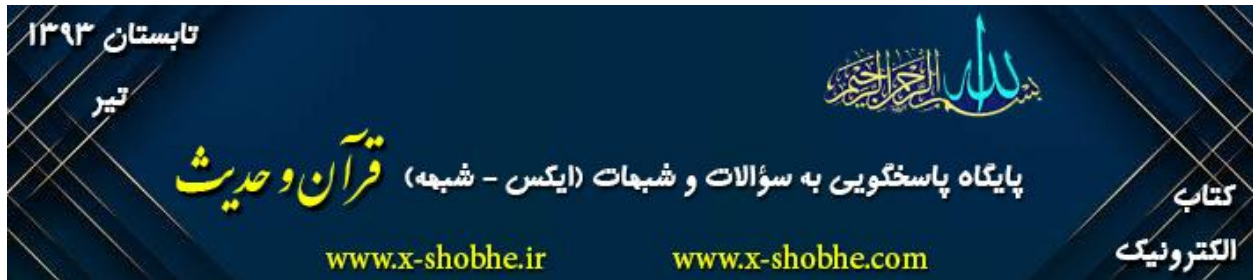 تابستان ۱۳۹۳
تیر
بسم الله الرحمن الرحیم
پایگاه پاسخگویی به سؤالات و شبهات (ایکس - شبهه) قرآن و حدیث
کتاب
الکترونیک
www.x-shobhe.ir www.x-shobhe.com